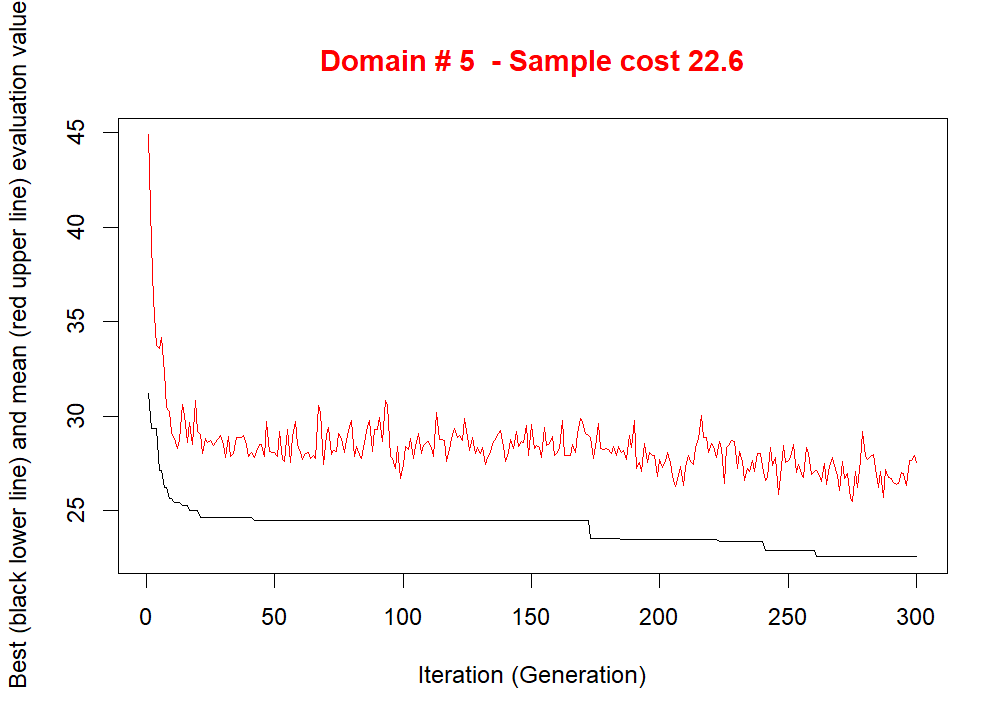 Domain # 5  - Sample cost 22.6
Best (black lower line) and mean (red upper line) evaluation value
45
40
35
30
25
0 50 100 150 200 250 300
Iteration (Generation)